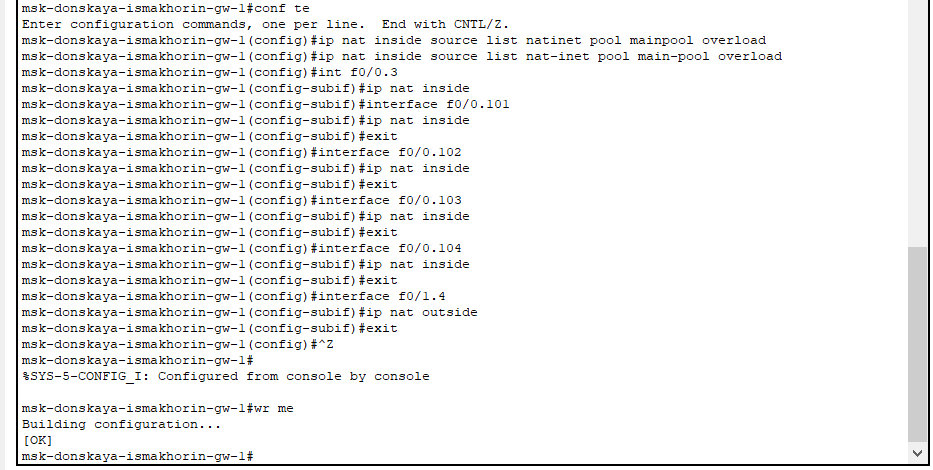 msk-donskaya-ismakhorin-gw-1#conf te
Enter configuration commands, one per line.  End with CNTL/Z.
msk-donskaya-ismakhorin-gw-1(config)#ip nat inside source list natinet pool mainpool overload
msk-donskaya-ismakhorin-gw-1(config)#ip nat inside source list nat-inet pool main-pool overload
msk-donskaya-ismakhorin-gw-1(config)#int f0/0.3
msk-donskaya-ismakhorin-gw-1(config-subif)#ip nat inside
msk-donskaya-ismakhorin-gw-1(config-subif)#interface f0/0.101
msk-donskaya-ismakhorin-gw-1(config-subif)#ip nat inside
msk-donskaya-ismakhorin-gw-1(config-subif)#exit
msk-donskaya-ismakhorin-gw-1(config)#interface f0/0.102
msk-donskaya-ismakhorin-gw-1(config-subif)#ip nat inside
msk-donskaya-ismakhorin-gw-1(config-subif)#exit
msk-donskaya-ismakhorin-gw-1(config)#interface f0/0.103
msk-donskaya-ismakhorin-gw-1(config-subif)#ip nat inside
msk-donskaya-ismakhorin-gw-1(config-subif)#exit
msk-donskaya-ismakhorin-gw-1(config)#interface f0/0.104
msk-donskaya-ismakhorin-gw-1(config-subif)#ip nat inside
msk-donskaya-ismakhorin-gw-1(config-subif)#exit
msk-donskaya-ismakhorin-gw-1(config)#interface f0/1.4
msk-donskaya-ismakhorin-gw-1(config-subif)#ip nat outside
msk-donskaya-ismakhorin-gw-1(config-subif)#exit
msk-donskaya-ismakhorin-gw-1(config)#^Z
msk-donskaya-ismakhorin-gw-1#
%SYS-5-CONFIG_I: Configured from console by console

msk-donskaya-ismakhorin-gw-1#wr me
Building configuration...
[OK]
msk-donskaya-ismakhorin-gw-1#